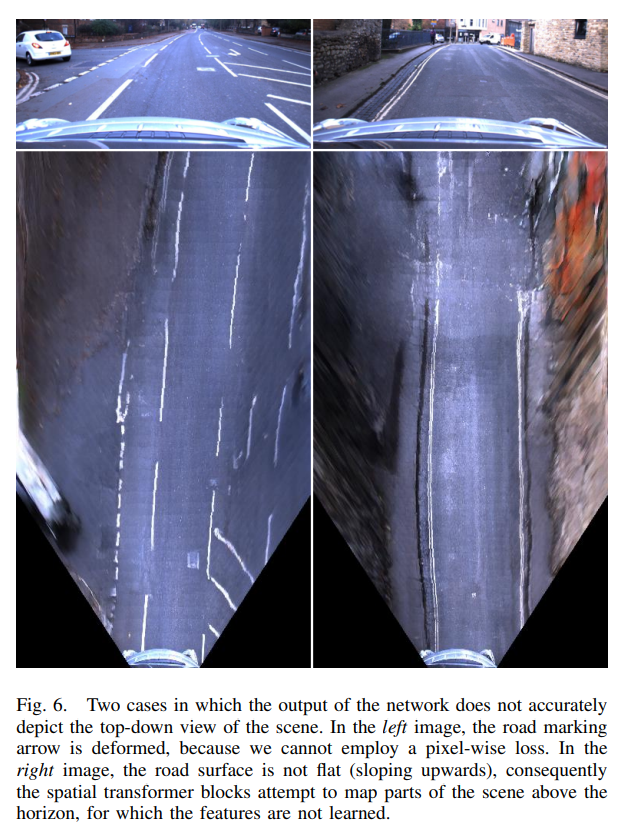 Fig. 6. Two cases in which the output of the network does not accurately
depict the top-down view of the scene. In the left image, the road marking
arrow is deformed, because we cannot employ a pixel-wise loss. In the
right image, the road surface is not flat (sloping upwards), consequently
the spatial transformer blocks attempt to map parts of the scene above the
horizon, for which the features are not learned.